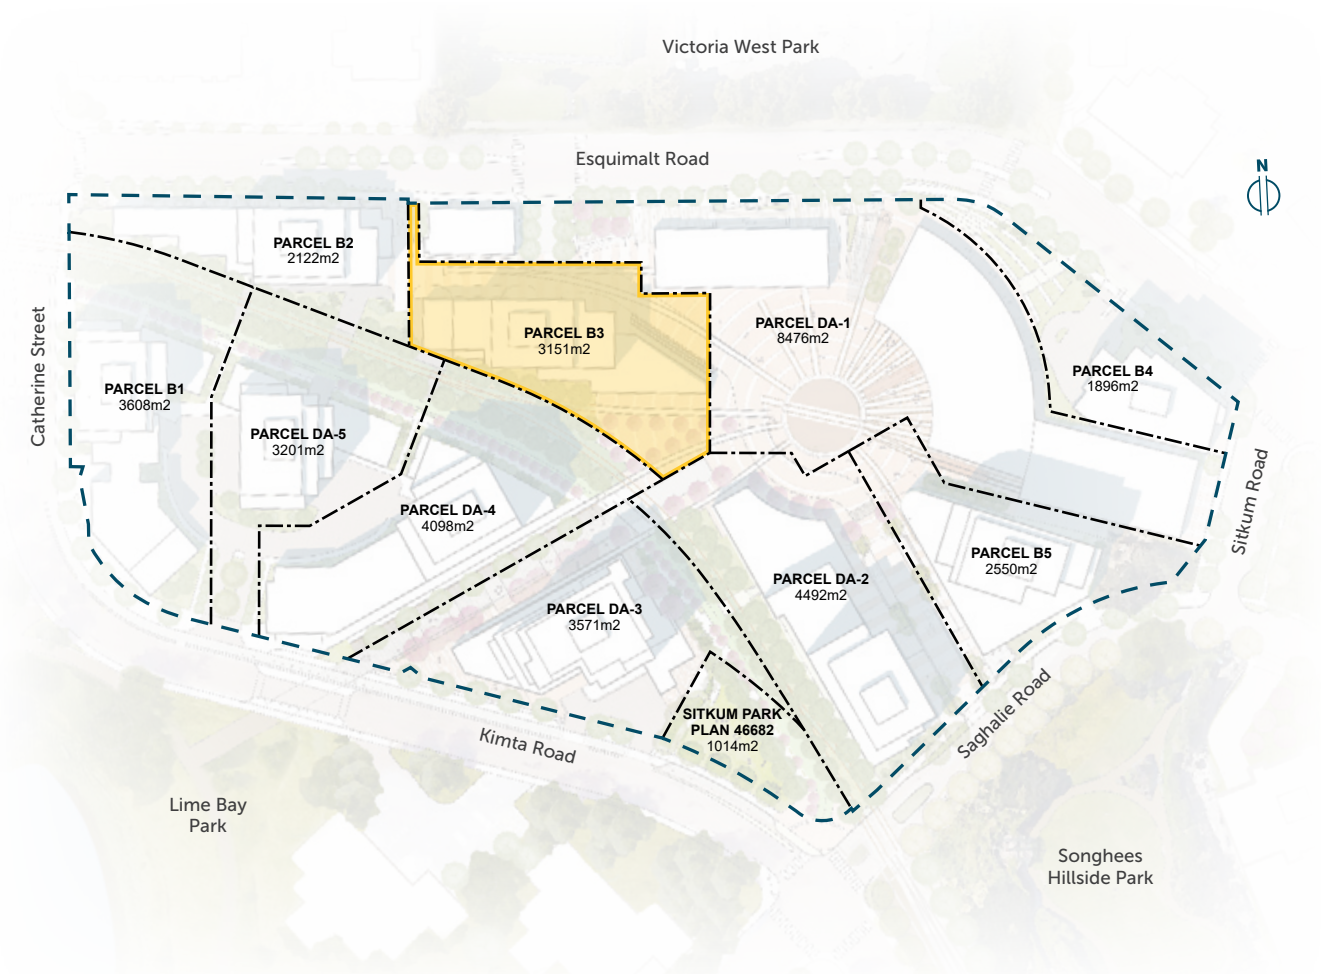 Victoria West Park
Esquimalt Road
N
PARCEL B2
2122m2
PARCEL B3
3151m2
PARCEL DA-1
8476m2
Catherine Street
PARCEL B1
3608m2
PARCEL B4
1896m2
PARCEL DA-5
3201m2
PARCEL DA-4
4098m2
Sitkum Road
PARCEL B5
2550m2
PARCEL DA-2
4492m2
PARCEL DA-3
3571m2
SITKUM PARK
PLAN 46682
1014m2
Saghalie Road
Kimta Road
Lime Bay
Park
Songhees
Hillside Park